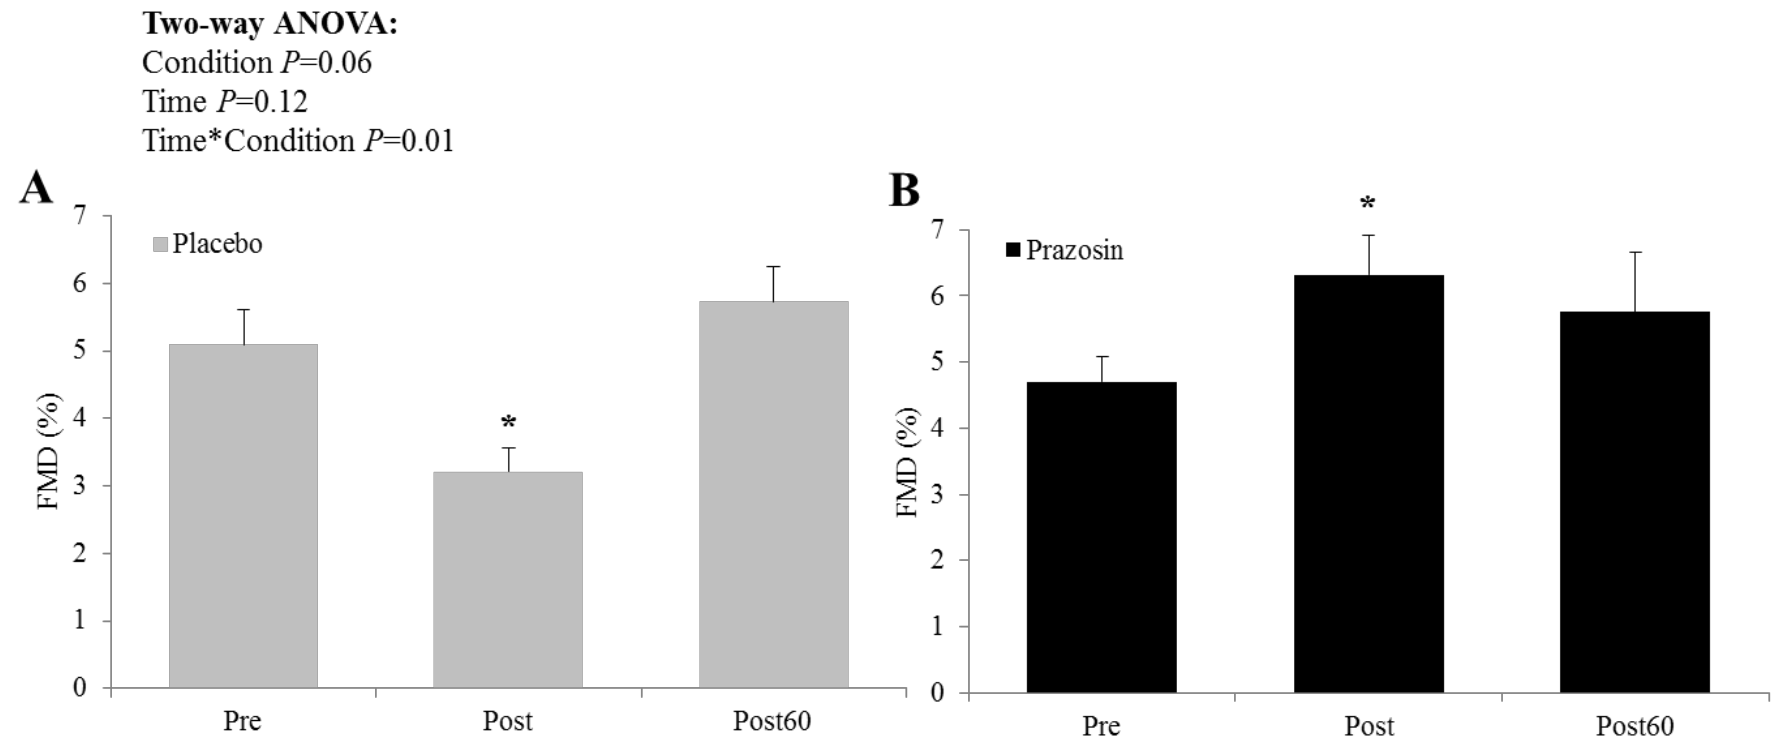 Two-way ANOVA:
Condition P=0.06
Time P=0.12
Time*Condition P=0.01
A
7
6
5
4
3
2
1
0
FMD (%)
Placebo
*
Pre Post Post60
B
7
6
5
4
3
2
1
0
FMD (%)
Prazosin
*
Pre Post Post60